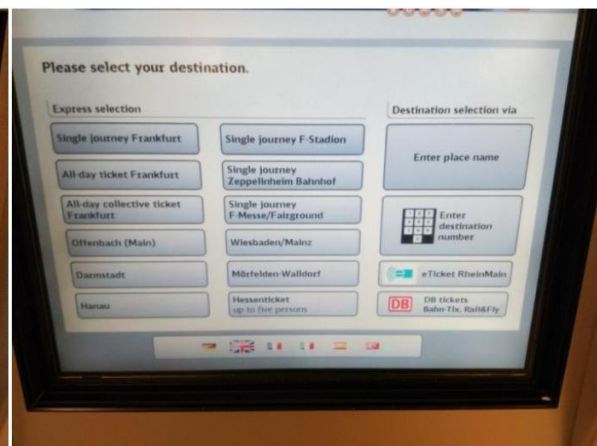 Please select your destination.
Express selection
Single journey Frankfurt
All-day ticket Frankfurt
All-day collective ticket
Frankfurt
Offenbach (Main)
Darmstadt
Hanau
Single journey F-Stadion
Single journey
Zeppelinheim Bahnhof
Single journey
F-Messe/Fairground
Wiesbaden/Mainz
Mörfelden-Walldorf
Hessenticket
up to five persons
Destination selection via
Enter place name
Enter
destination
number
eTicket RheinMain
DB
DB tickets
Bahn-Tix, Rail&Fly